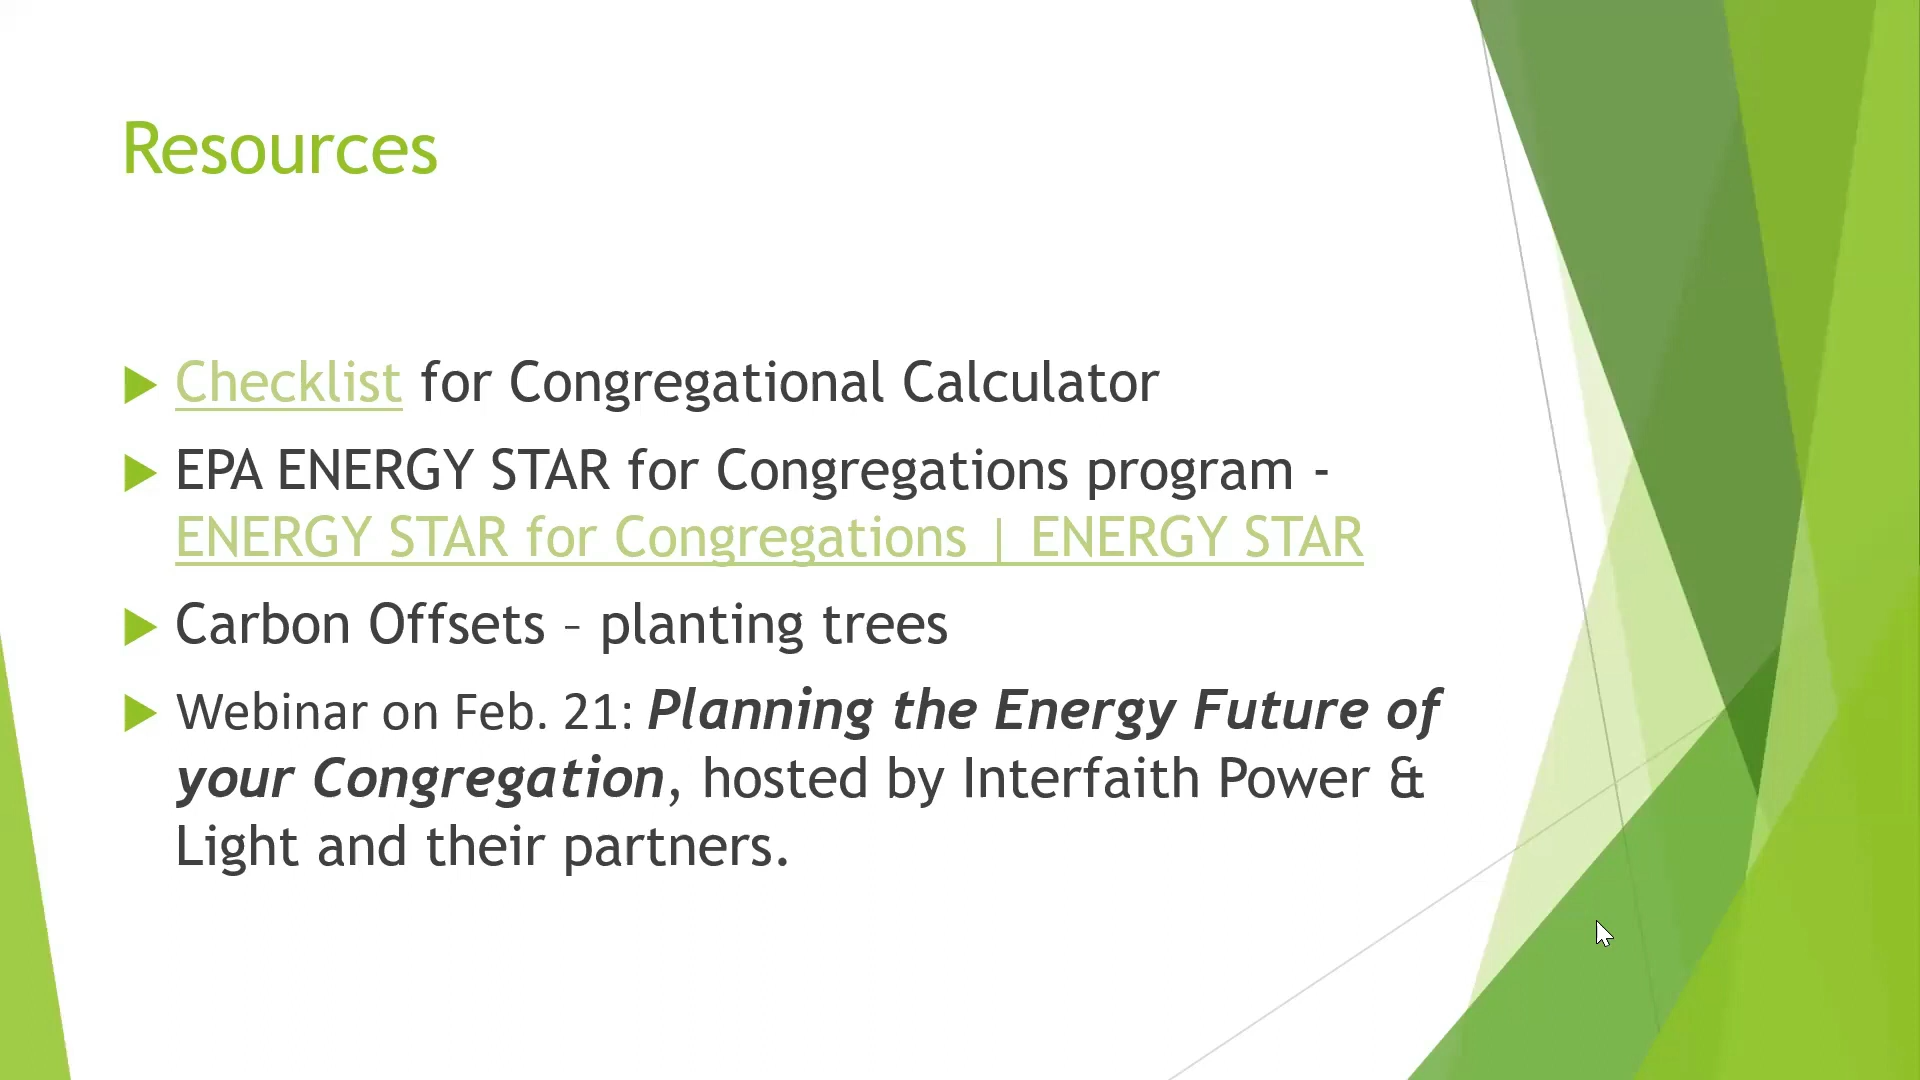 Resources
Checklist for Congregational Calculator
EPA ENERGY STAR for Congregations program -
ENERGY STAR for Congregations | ENERGY STAR
Carbon Offsets – planting trees
Webinar on Feb. 21: Planning the Energy Future of
your Congregation, hosted by Interfaith Power &
Light and their partners.